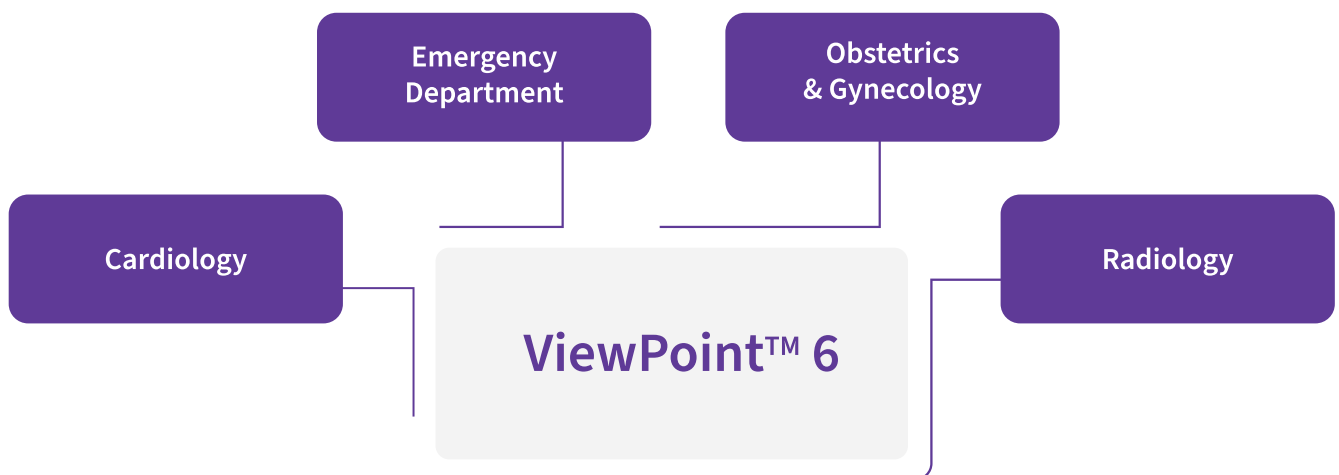 Emergency
Department
Obstetrics
& Gynecology
Cardiology
Radiology
ViewPoint™ 6